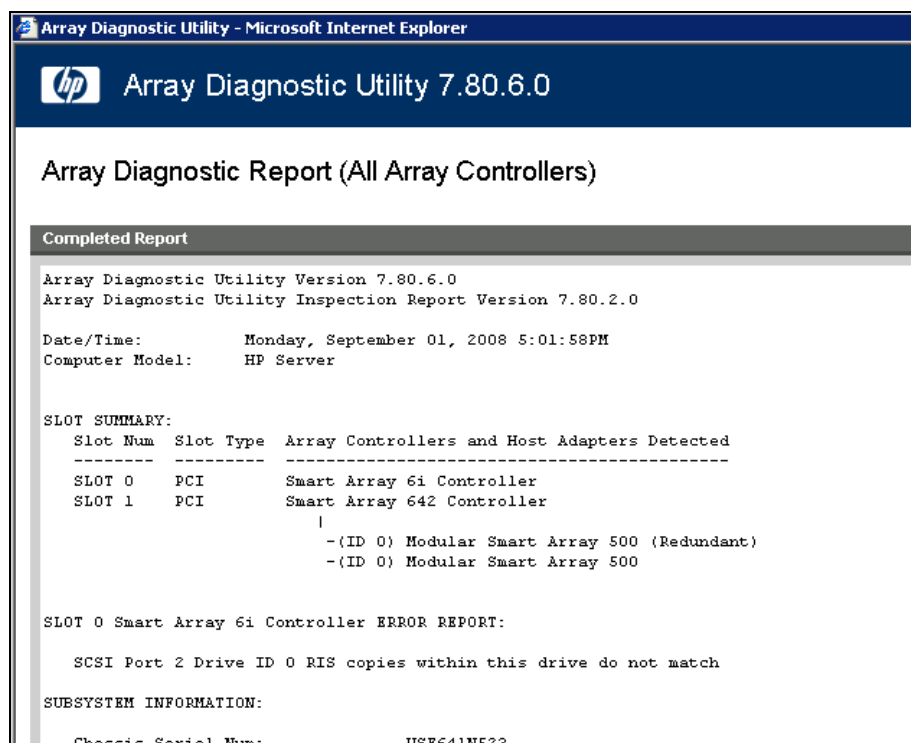 Array Diagnostic Utility - Microsoft Internet Explorer
hp Array Diagnostic Utility 7.80.6.0
Array Diagnostic Report (All Array Controllers)
Completed Report
Array Diagnostic Utility Version 7.80.6.0
Array Diagnostic Utility Inspection Report Version 7.80.2.0
Date/Time: Monday, September 01, 2008 5:01:58PM
Computer Model: HP Server
SLOT SUMMARY:
Slot Num Slot Type Array Controllers and Host Adapters Detected
-------- --------- --------------------------------------------
SLOT 0 PCI Smart Array 6i Controller
SLOT 1 PCI Smart Array 642 Controller
|
-(ID 0) Modular Smart Array 500 (Redundant)
-(ID 0) Modular Smart Array 500
SLOT 0 Smart Array 6i Controller ERROR REPORT:
SCSI Port 2 Drive ID 0 RIS copies within this drive do not match
SUBSYSTEM INFORMATION:
Chassis Serial Num: